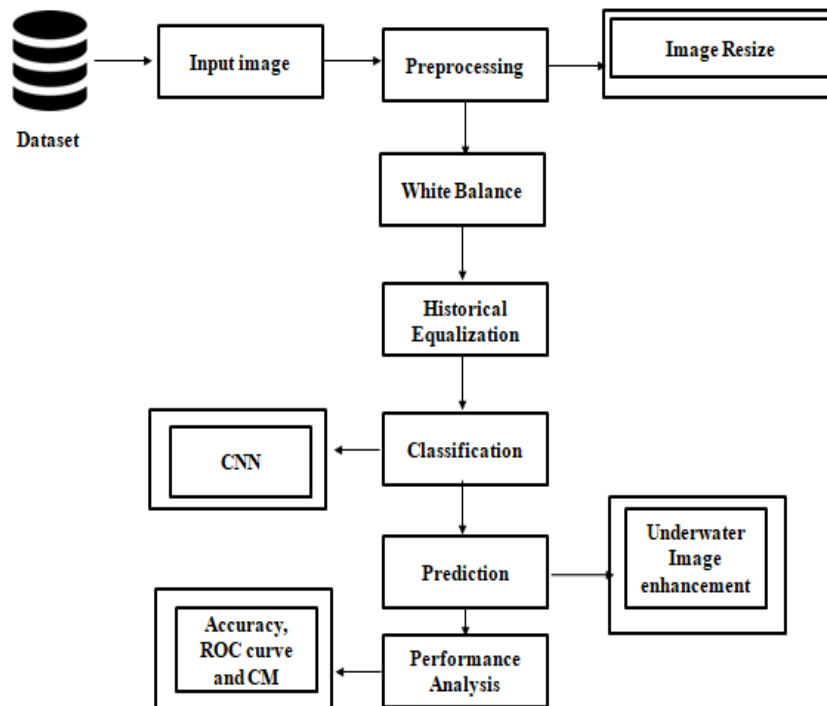 Input image
Preprocessing
Image Resize
Dataset
White Balance
Historical
Equalization
CNN
Classification
Prediction
Underwater
Image
enhancement
Accuracy,
ROC curve
and CM
Performance
Analysis